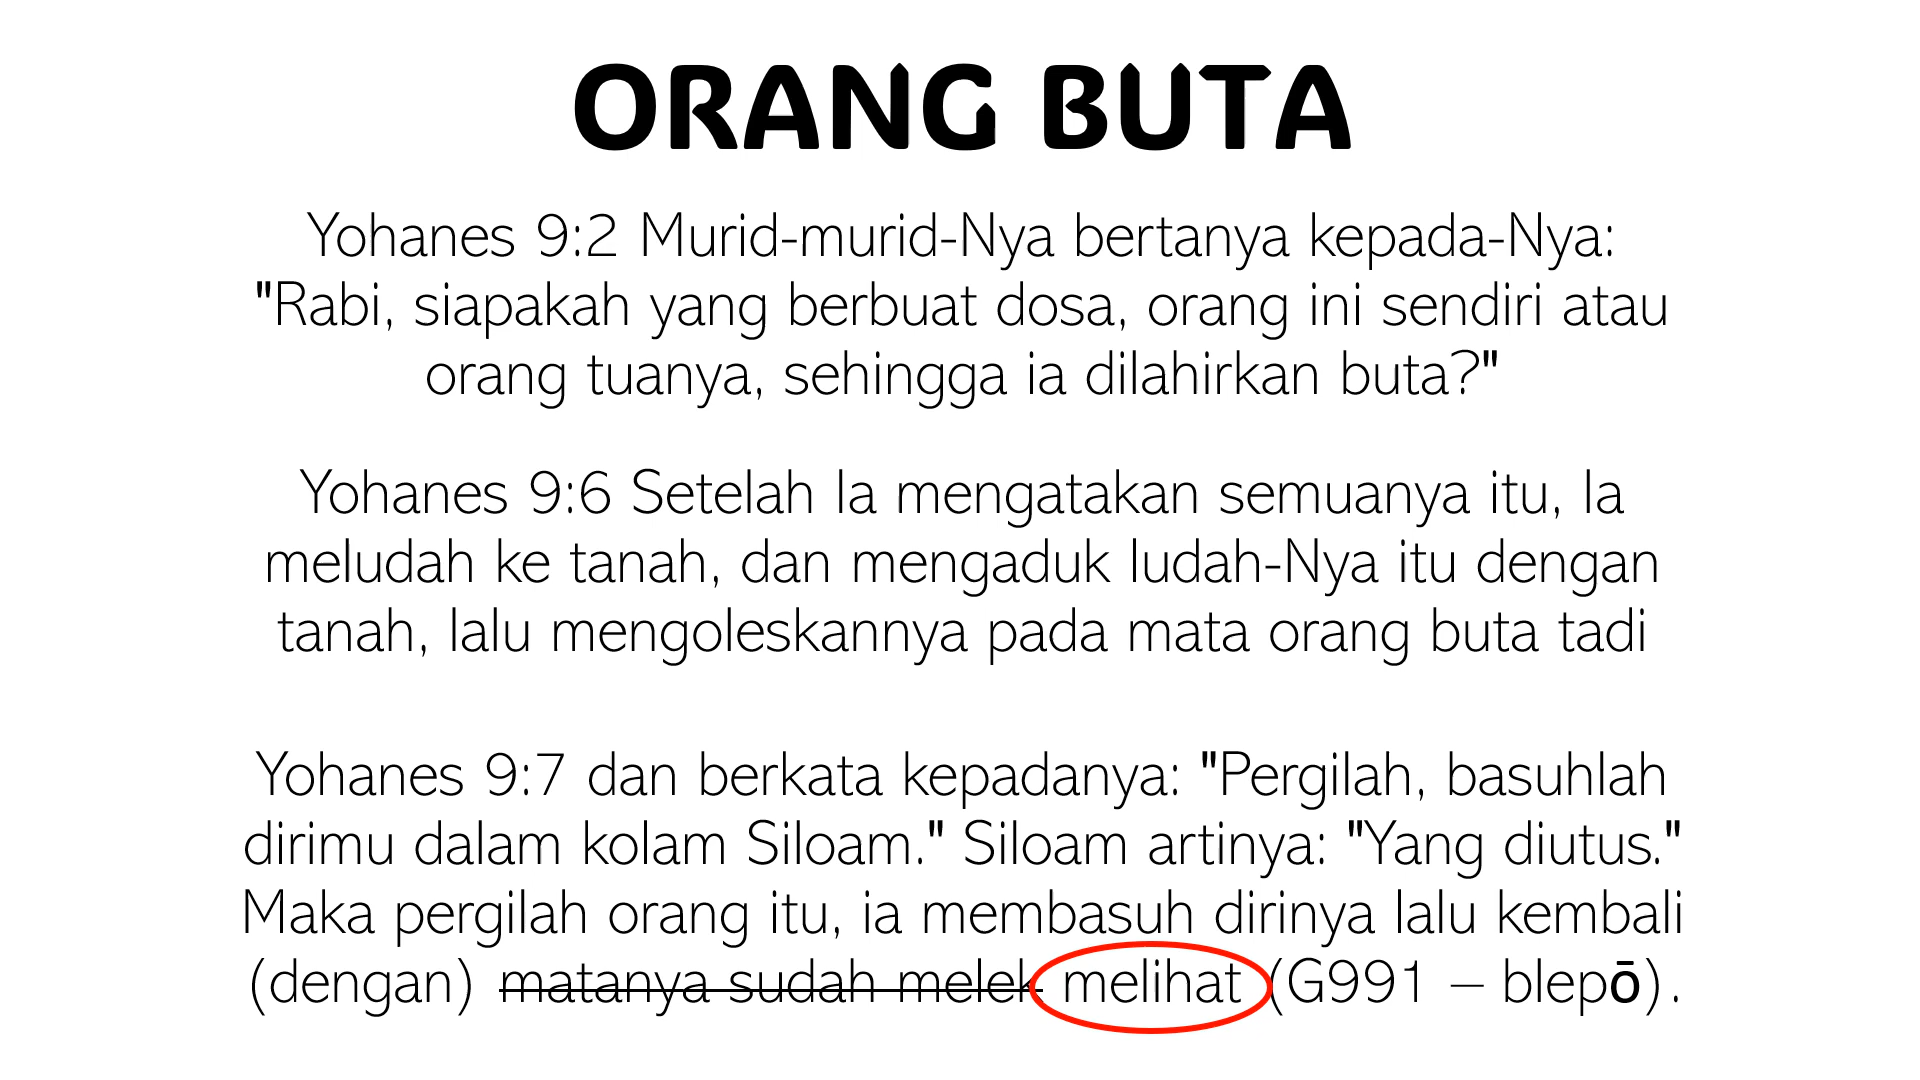 ORANG BUTA
Yohanes 9:2 Murid-murid-Nya bertanya kepada-Nya:
"Rabi, siapakah yang berbuat dosa, orang ini sendiri atau
orang tuanya, sehingga ia dilahirkan buta?"
Yohanes 9:6 Setelah Ia mengatakan semuanya itu, Ia
meludah ke tanah, dan mengaduk ludah-Nya itu dengan
tanah, lalu mengoleskannya pada mata orang buta tadi
Yohanes 9:7 dan berkata kepadanya: "Pergilah, basuhlah
dirimu dalam kolam Siloam." Siloam artinya: "Yang diutus."
Maka pergilah orang itu, ia membasuh dirinya lalu kembali
(dengan) matanya sudah melek melihat (G991 – blepō).